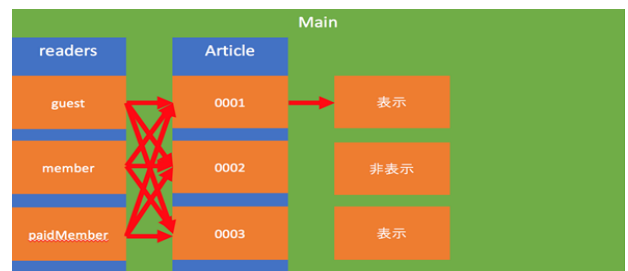 Main
readers
Article
guest
0001
表示
member
0002
非表示
paidMember
0003
表示